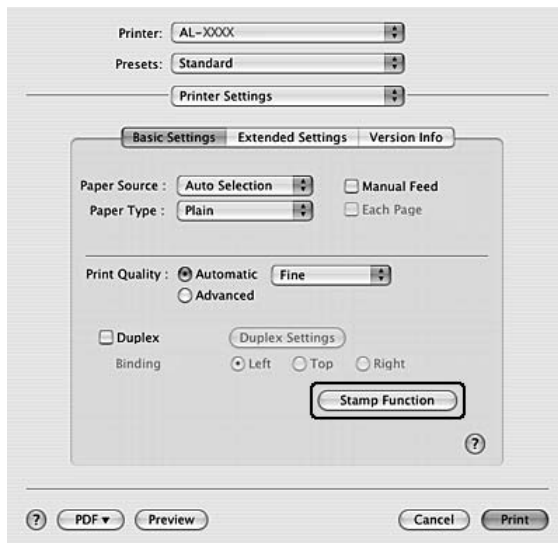 Printer: AL-XXXX
Presets: Standard
Printer Settings
Basic Settings Extended Settings Version Info
Paper Source : Auto Selection Manual Feed
Paper Type : Plain Each Page
Print Quality : Automatic Fine
Advanced
Duplex Duplex Settings
Binding Left Top Right
Stamp Function
?
? PDF▼ Preview Cancel Print